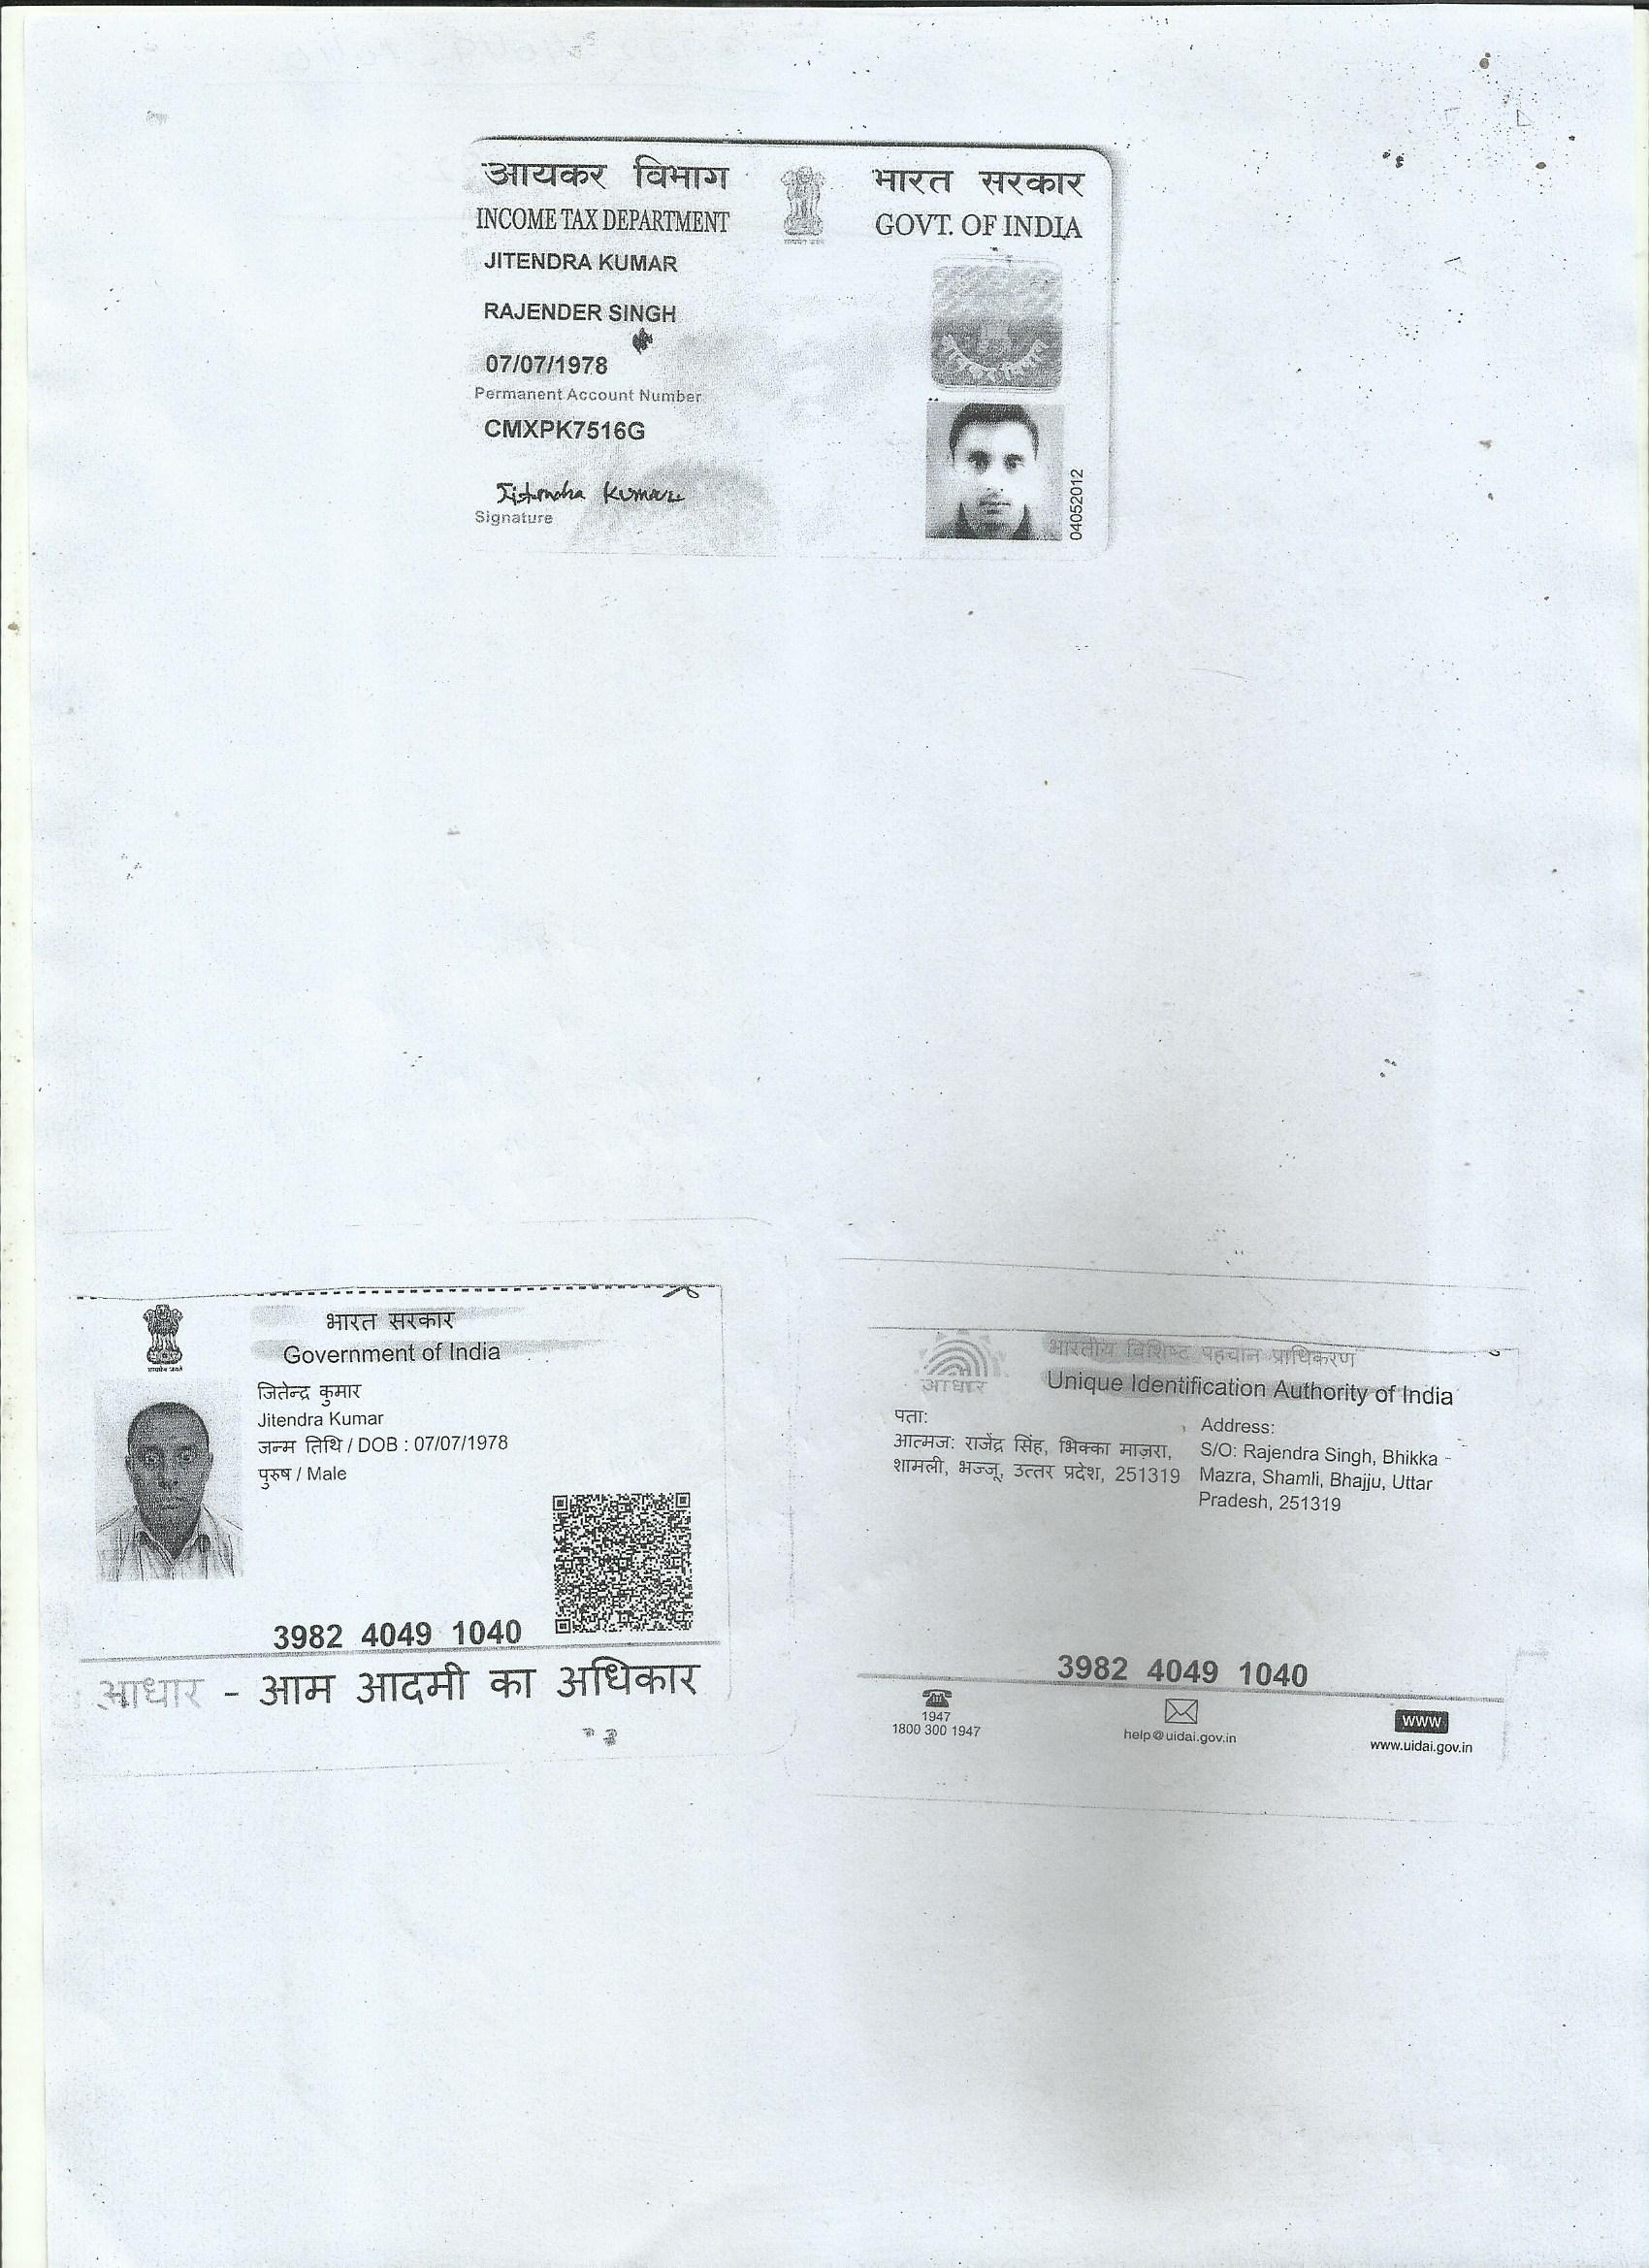 आयकर विभाग
INCOME TAX DEPARTMENT
भारत सरकार
GOVT. OF INDIA
JITENDRA KUMAR
RAJENDER SINGH
07/07/1978
Permanent Account Number
CMXPK7516G
Jitendra Kumar
Signature
04052012
भारत सरकार
Government of India
जितेन्द्र कुमार
Jitendra Kumar
जन्म तिथि / DOB : 07/07/1978
पुरुष / Male
3982 4049 1040
आधार - आम आदमी का अधिकार
आधार
भारतीय विशिष्ट पहचान प्राधिकरण
Unique Identification Authority of India
पता:
आत्मज: राजेंद्र सिंह, भिक्का माज़रा,
शामली, भज्जू, उत्तर प्रदेश, 251319
Address:
S/O: Rajendra Singh, Bhikka -
Mazra, Shamli, Bhajju, Uttar
Pradesh, 251319
3982 4049 1040
1947
1800 300 1947
help@uidai.gov.in
WWW
www.uidai.gov.in